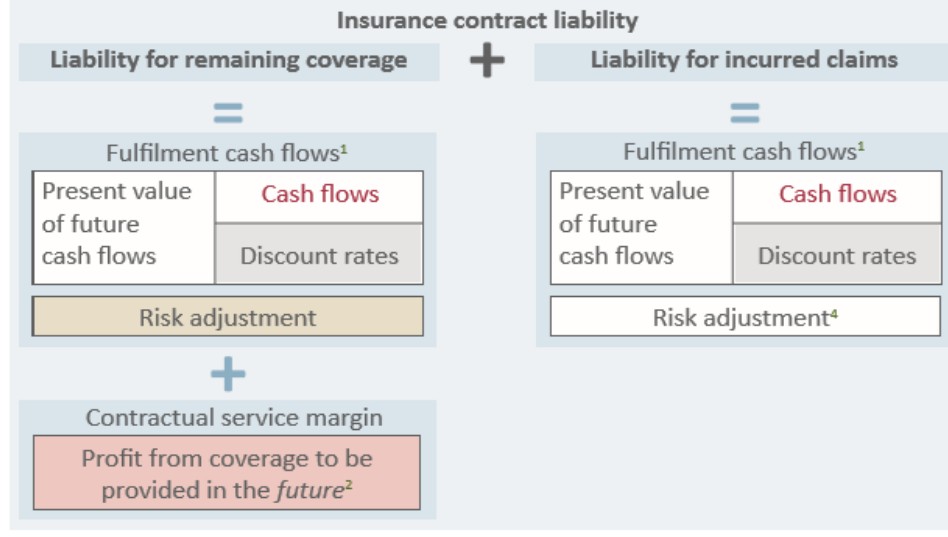 Insurance contract liability
Liability for remaining coverage + Liability for incurred claims
= =
Fulfilment cash flows¹
Present value
of future
cash flows
Cash flows
Discount rates
Risk adjustment
+
Contractual service margin
Profit from coverage to be
provided in the future²
Fulfilment cash flows¹
Present value
of future
cash flows
Cash flows
Discount rates
Risk adjustment⁴